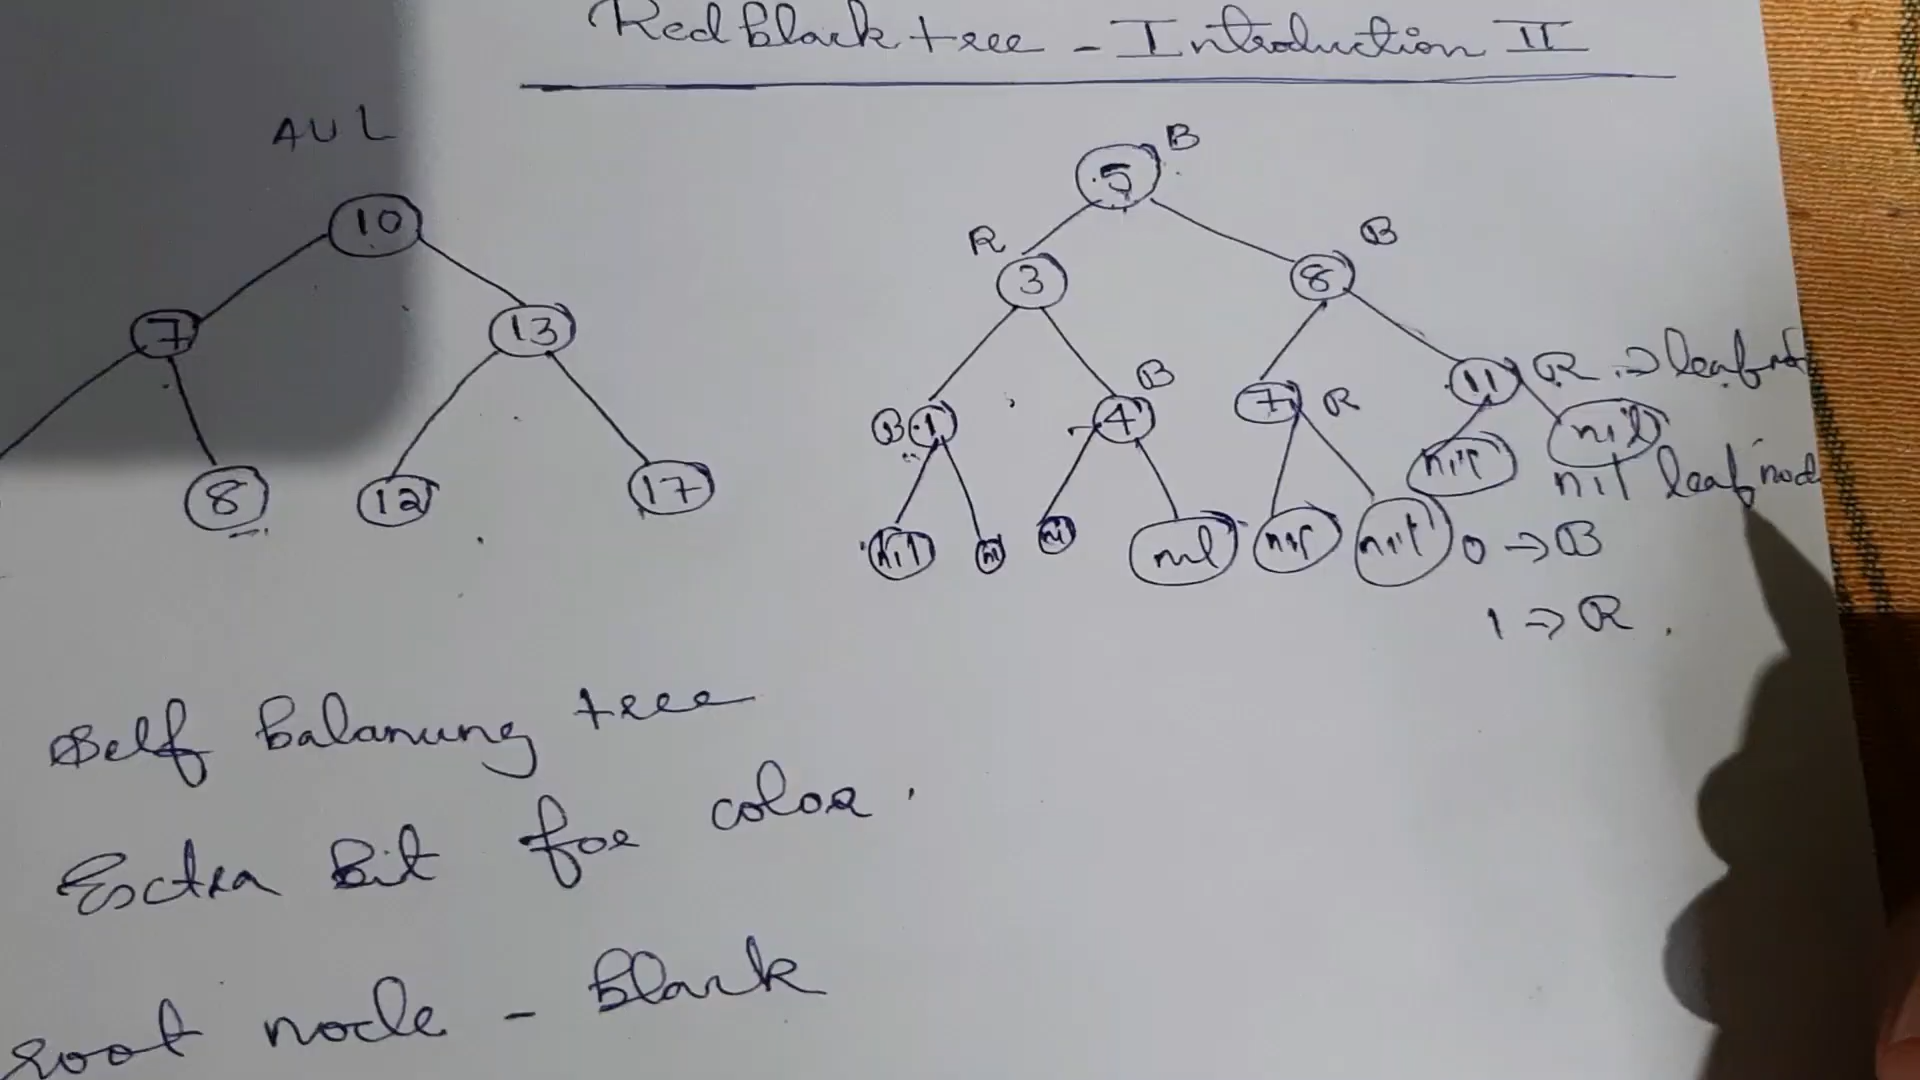 Red Black tree - Introduction II
AVL
10
7
13
8
12
17
5 B
R
3
B
8
B 1
B
4
7 R
11 R → leaf
nil
nil
nil leaf nod
nil
nil
nil
nil
nil
nil
0 → B
1 → R.
Self Balancing tree
Extra Bit for color.
root node - Black